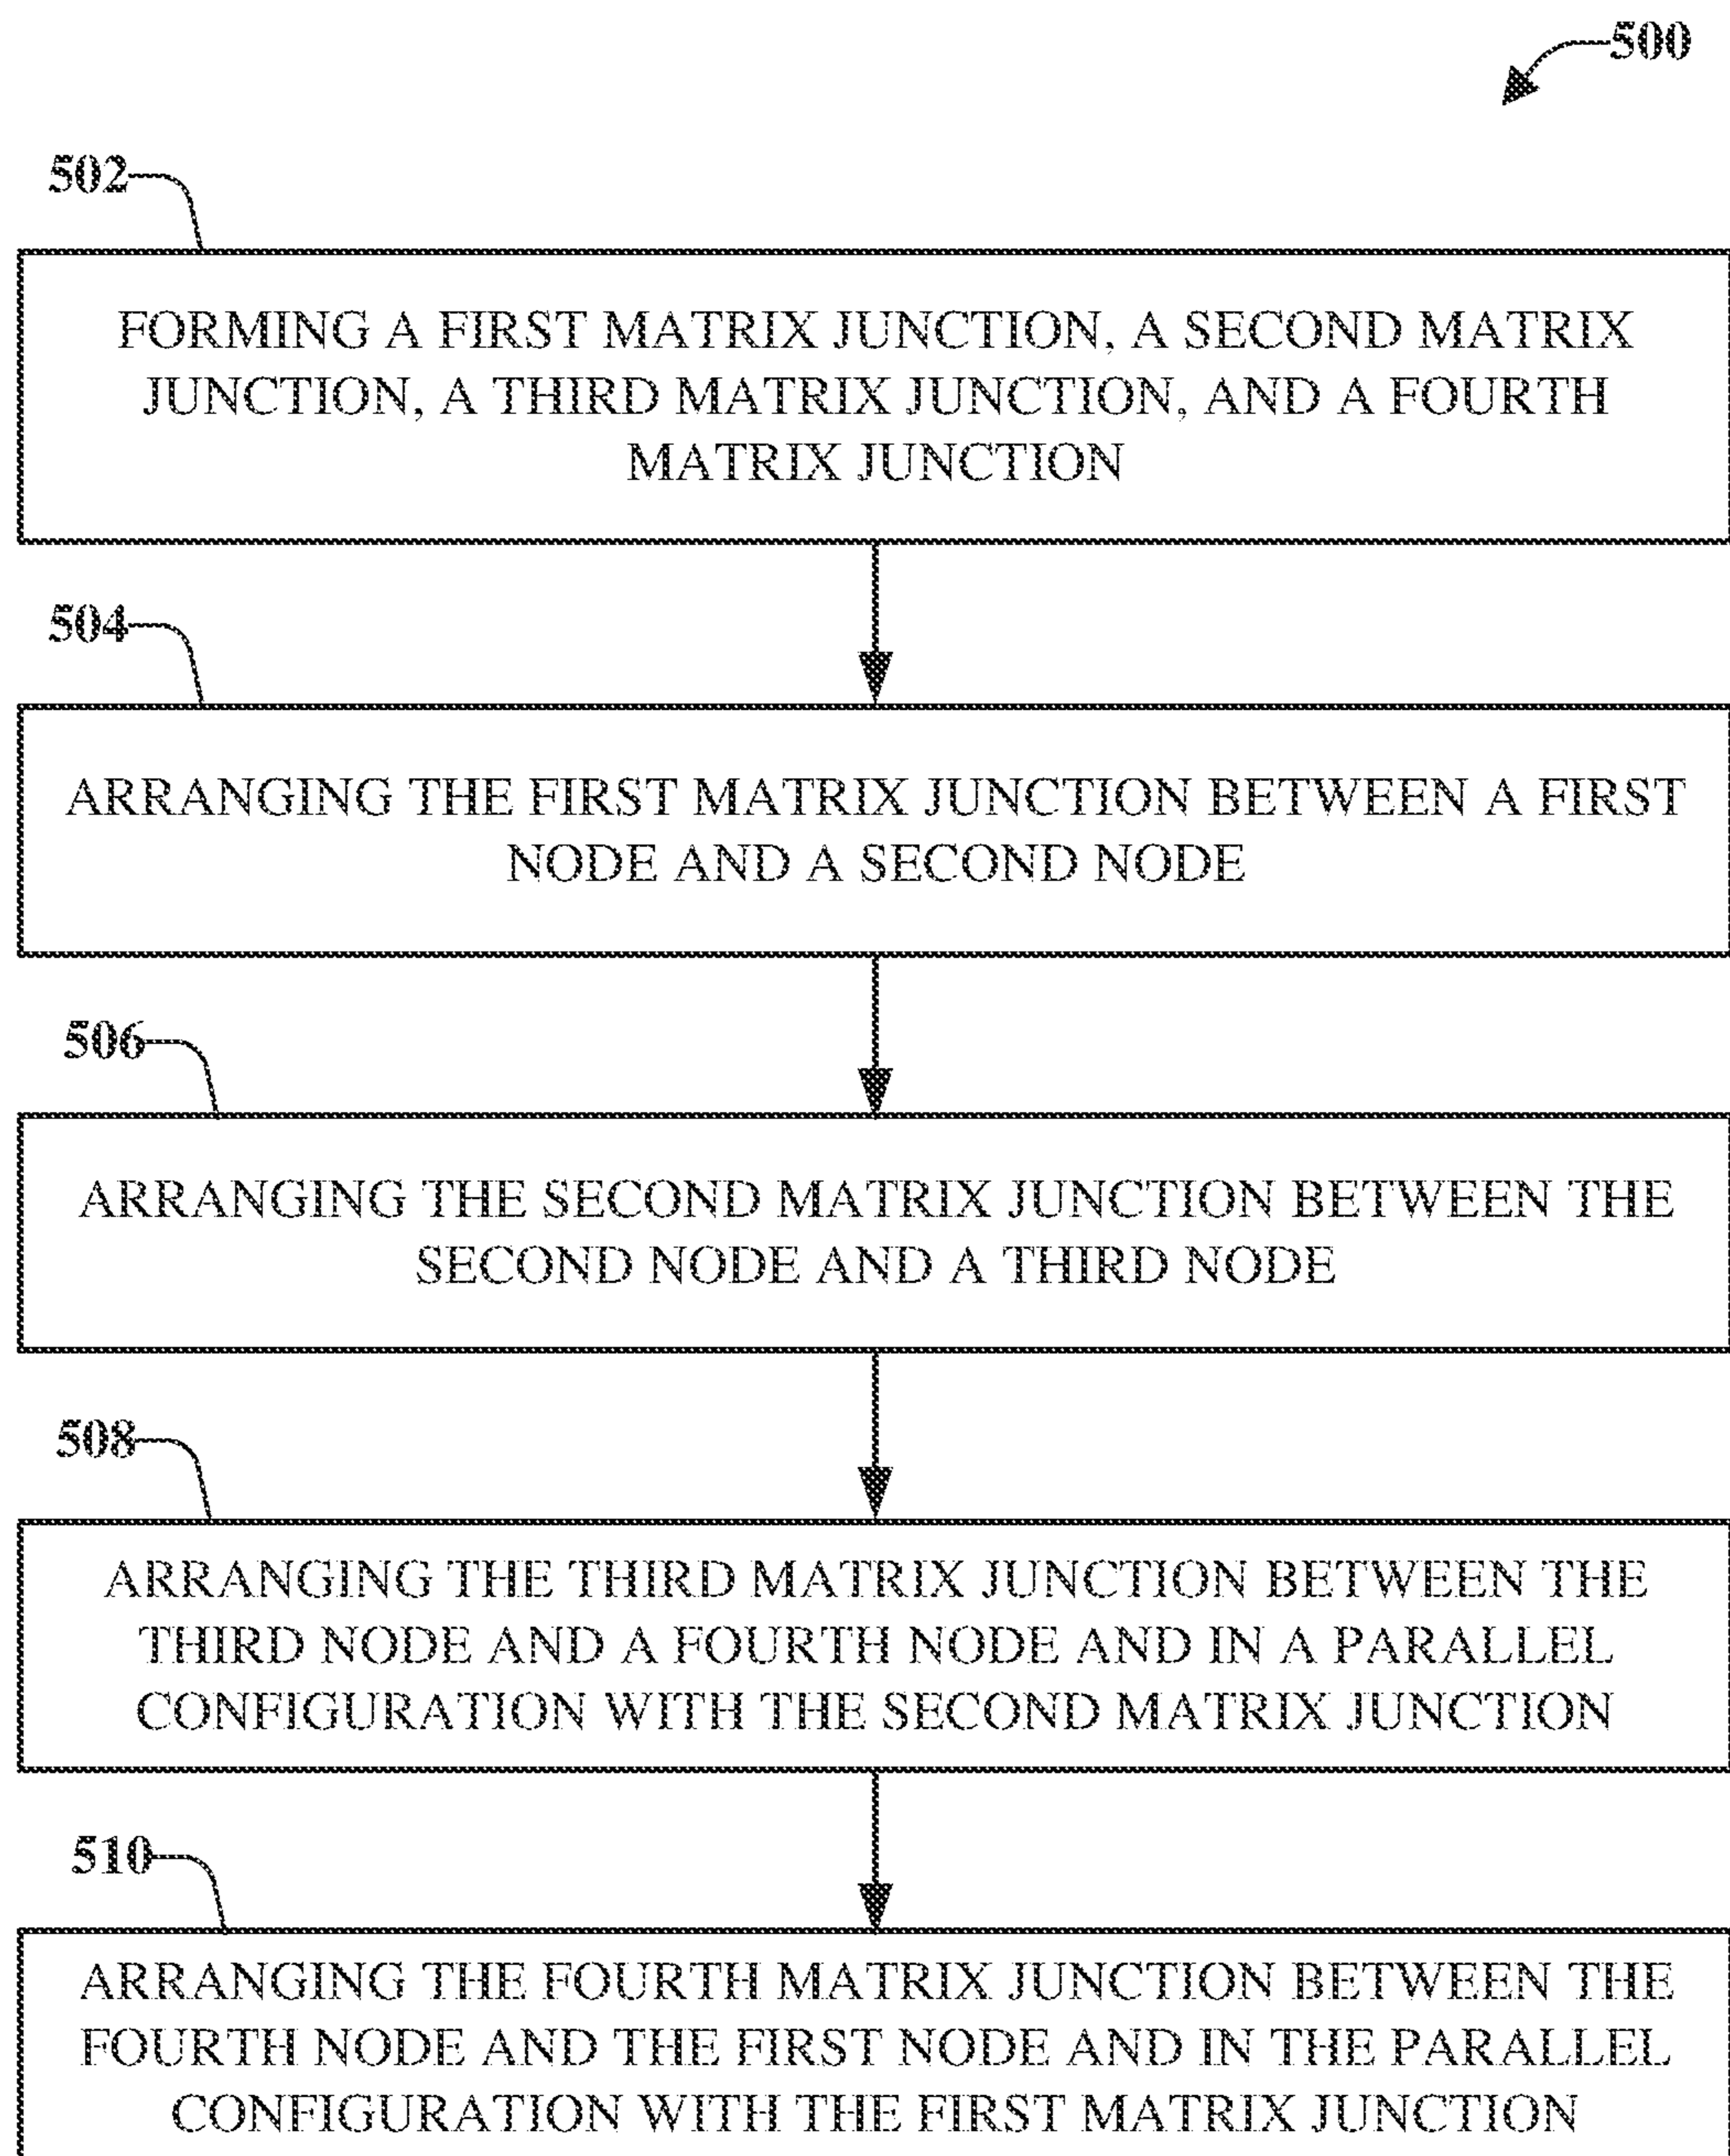 500
502
FORMING A FIRST MATRIX JUNCTION, A SECOND MATRIX
JUNCTION, A THIRD MATRIX JUNCTION, AND A FOURTH
MATRIX JUNCTION
504
ARRANGING THE FIRST MATRIX JUNCTION BETWEEN A FIRST
NODE AND A SECOND NODE
506
ARRANGING THE SECOND MATRIX JUNCTION BETWEEN THE
SECOND NODE AND A THIRD NODE
508
ARRANGING THE THIRD MATRIX JUNCTION BETWEEN THE
THIRD NODE AND A FOURTH NODE AND IN A PARALLEL
CONFIGURATION WITH THE SECOND MATRIX JUNCTION
510
ARRANGING THE FOURTH MATRIX JUNCTION BETWEEN THE
FOURTH NODE AND THE FIRST NODE AND IN THE PARALLEL
CONFIGURATION WITH THE FIRST MATRIX JUNCTION